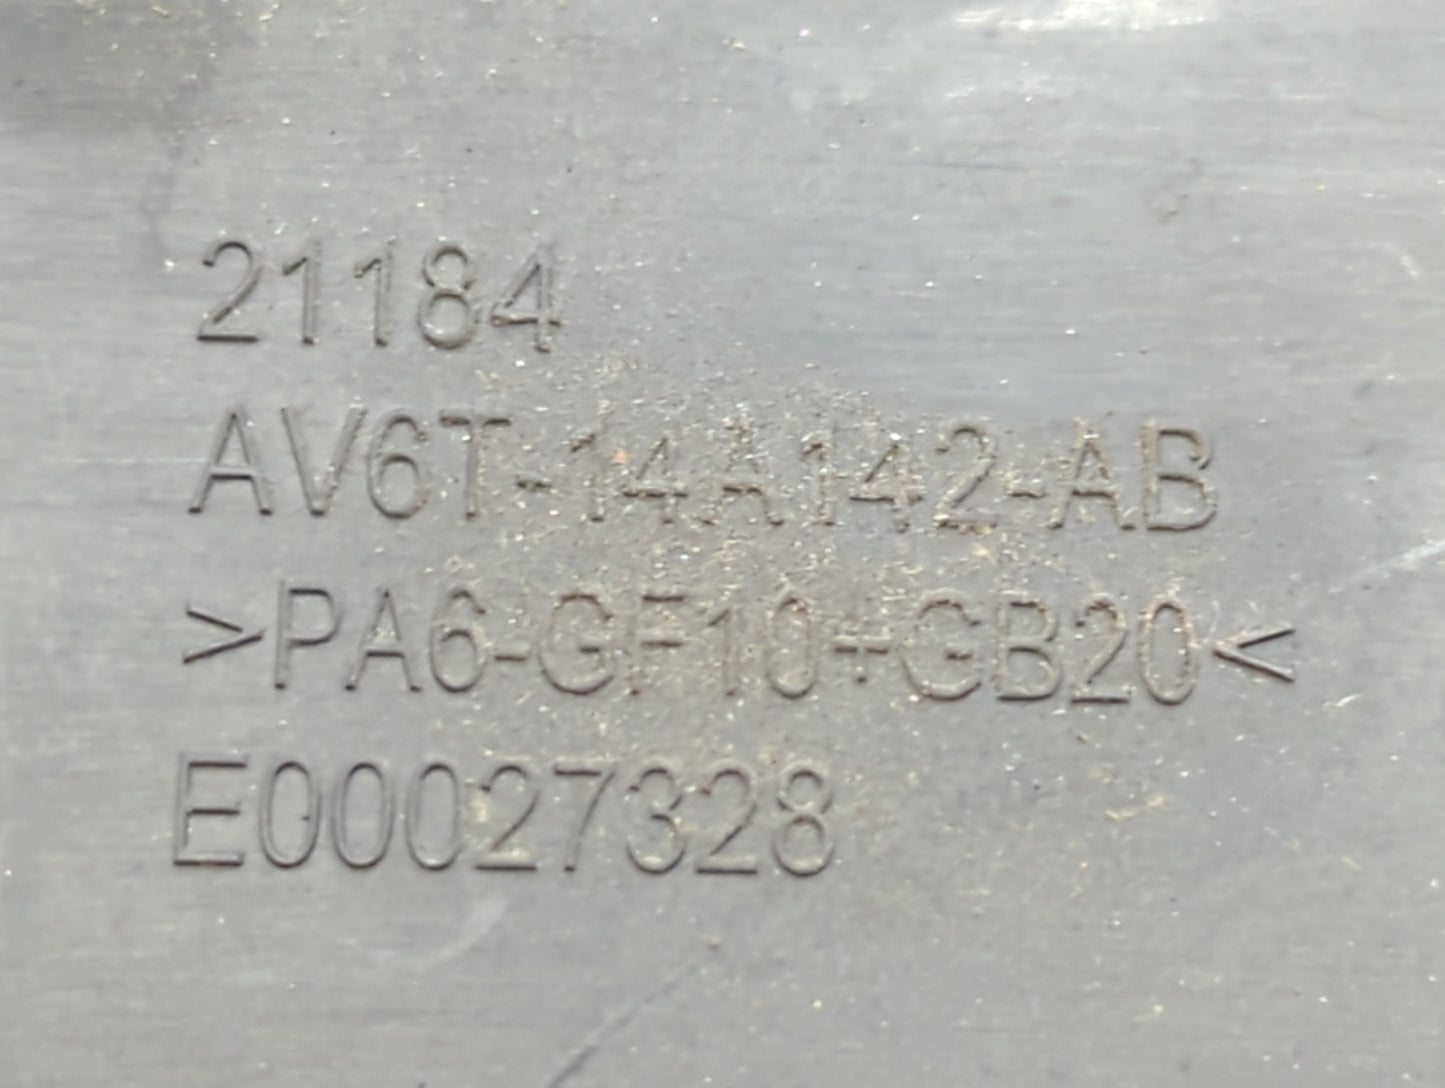 21184
AV6T-14A142-AB
>PA6-GF10+GB20<
E00027328